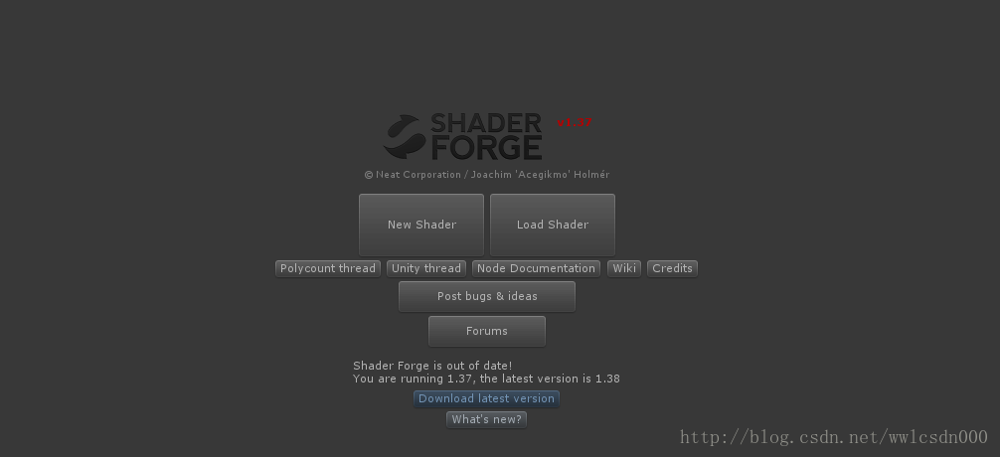 SHADER
FORGE
v1.37
© Neat Corporation / Joachim 'Acegikmo' Holmér
New Shader
Load Shader
Polycount thread
Unity thread
Node Documentation
Wiki
Credits
Post bugs & ideas
Forums
Shader Forge is out of date!
You are running 1.37, the latest version is 1.38
Download latest version
What's new?
http://blog.csdn.net/wwlcsdn000